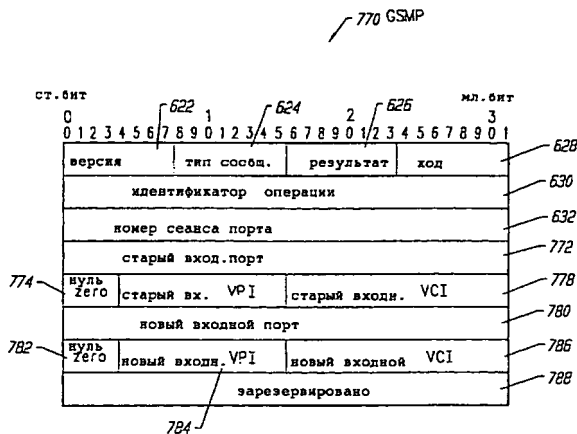 770 GSMP
ст.бит 622 624 626 мл.бит
0 1 2 3
0 1 2 3 4 5 6 7 8 9 0 1 2 3 4 5 6 7 8 9 0 1 2 3 4 5 6 7 8 9 0 1
версия тип сообщ. результат код 628
идентификатор операции 630
номер сеанса порта 632
старый вход.порт 772
774 нуль zero старый вх. VPI старый входн. VCI 778
новый входной порт 780
782 нуль zero новый входн. VPI новый входной VCI 786
зарезервировано 788
784